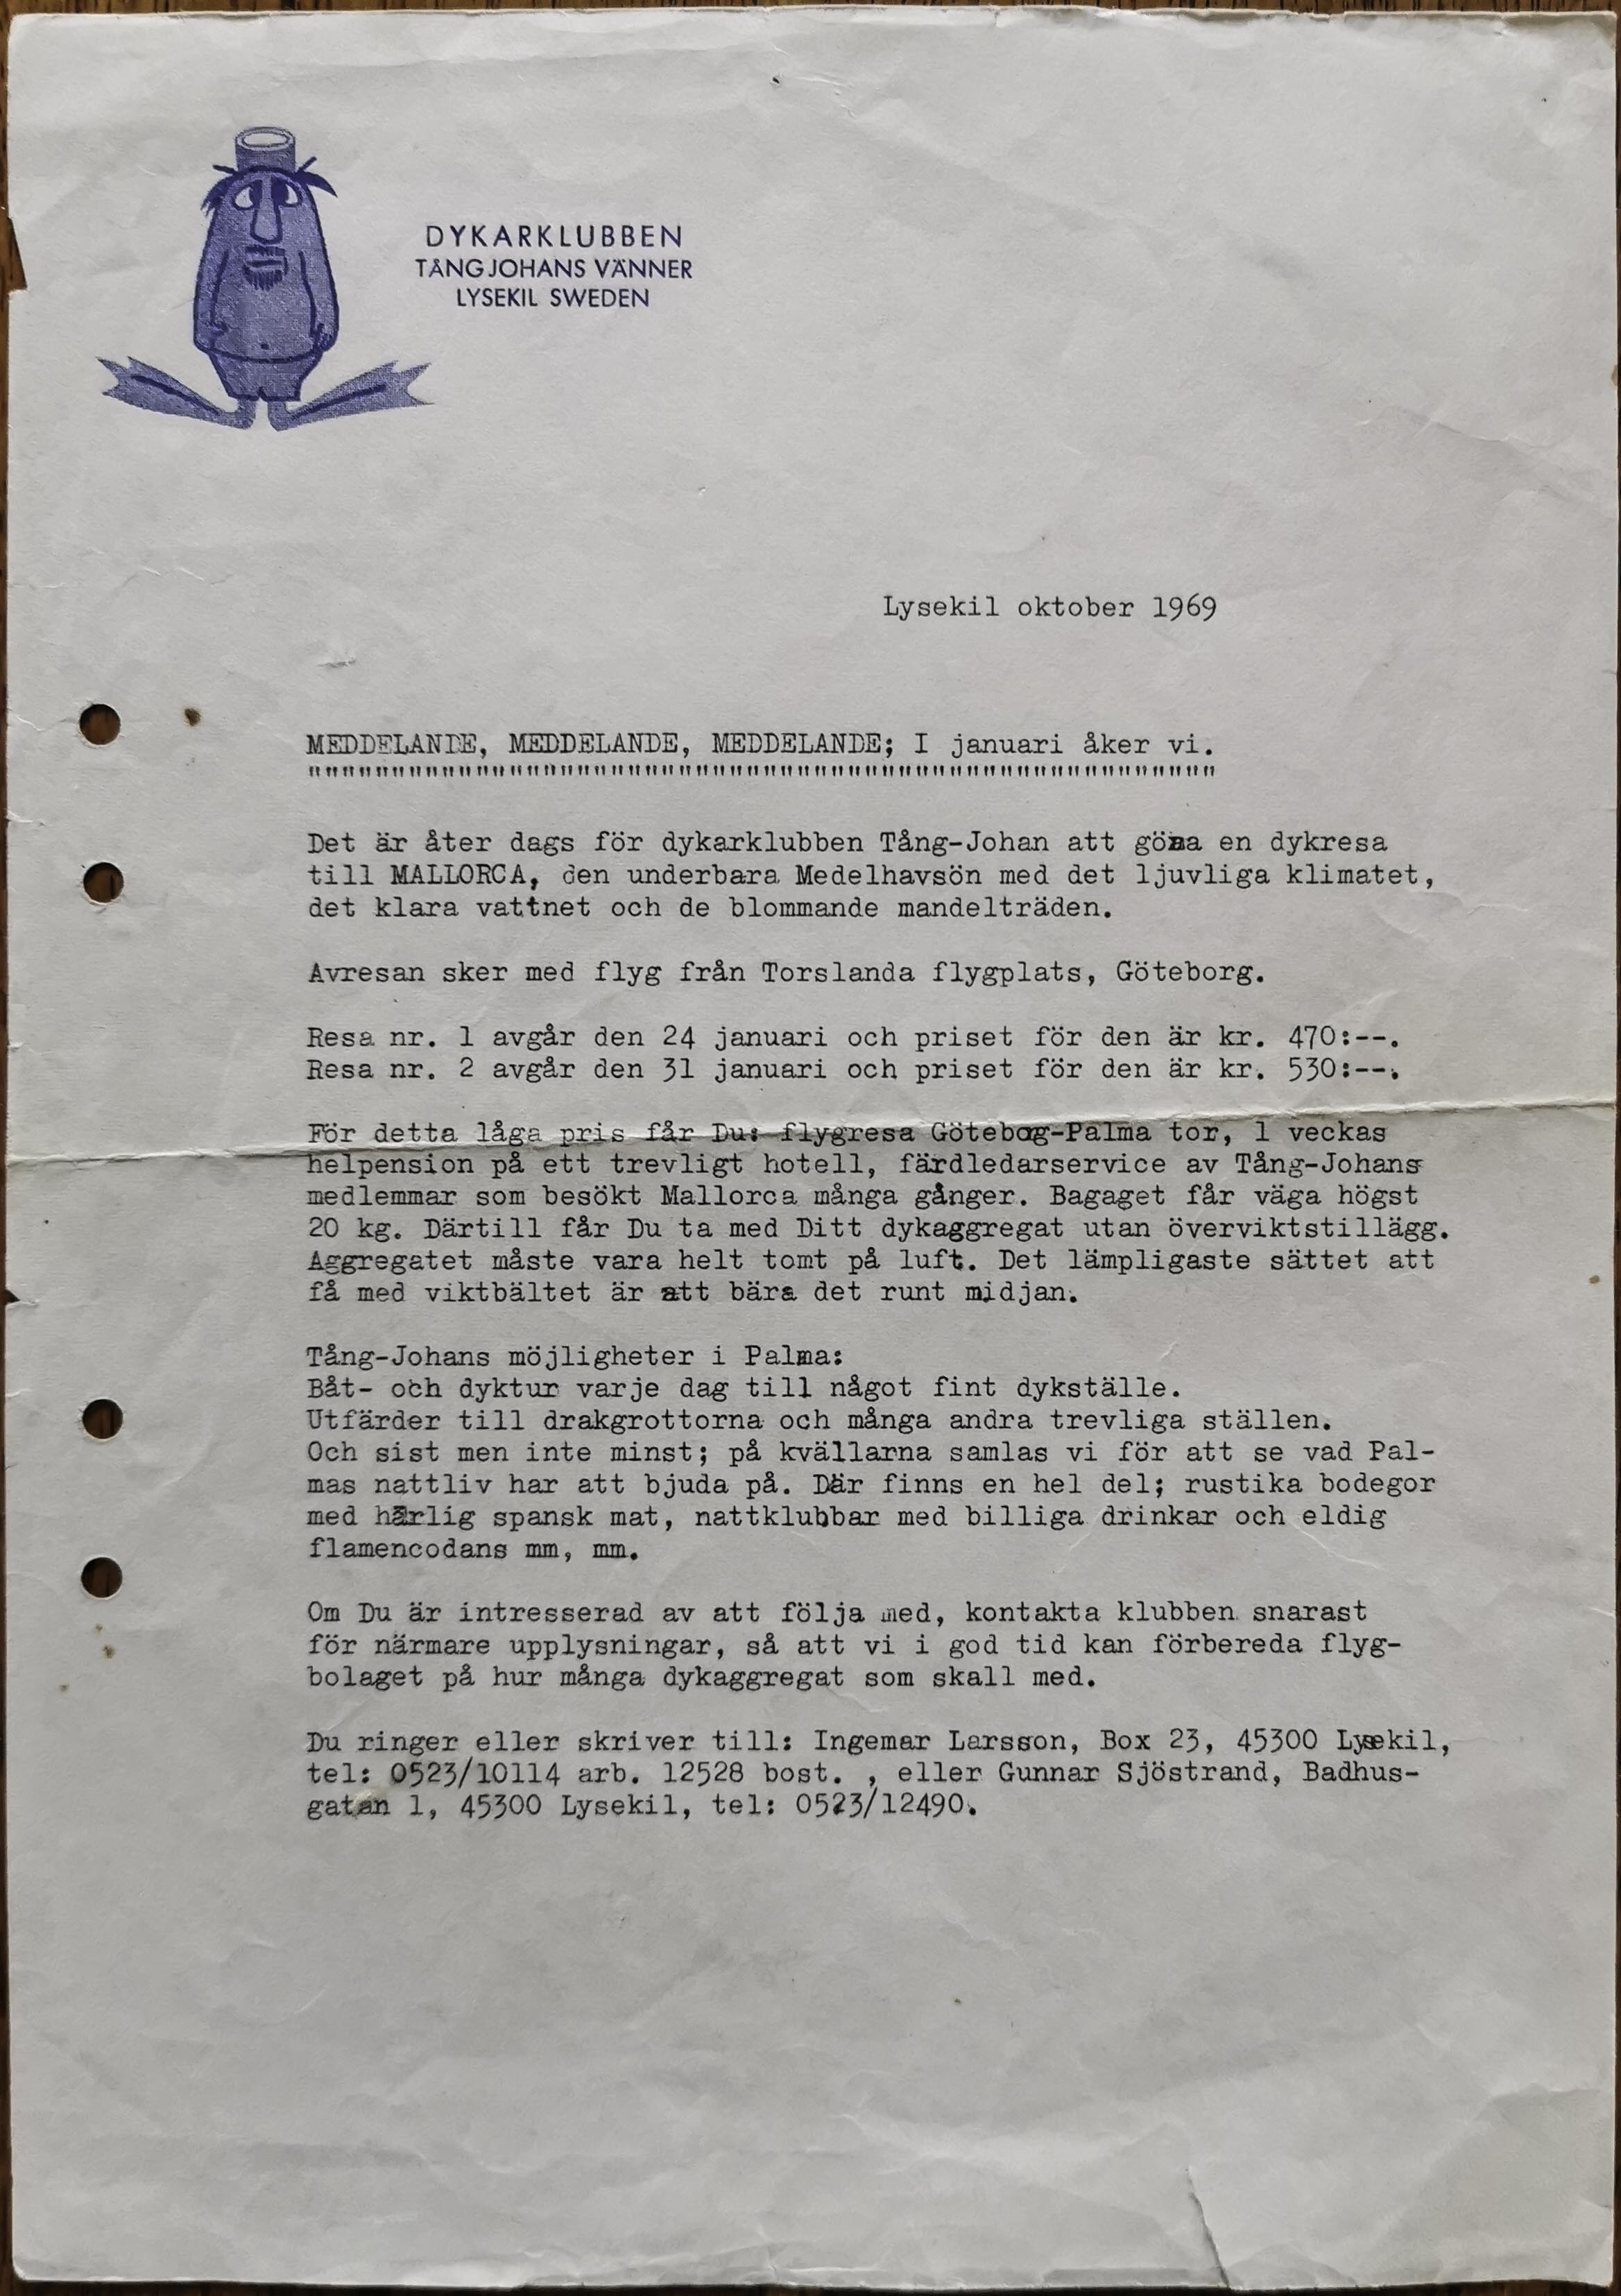 DYKARKLUBBEN
TÅNGJOHANS VÄNNER
LYSEKIL SWEDEN
Lysekil oktober 1969
MEDDELANDE, MEDDELANDE, MEDDELANDE; I januari åker vi.
""""""""""""""""""""""""""""""""""""""""""""""""""""""
Det är åter dags för dykarklubben Tång-Johan att göra en dykresa
till MALLORCA, den underbara Medelhavsön med det ljuvliga klimatet,
det klara vattnet och de blommande mandelträden.
Avresan sker med flyg från Torslanda flygplats, Göteborg.
Resa nr. 1 avgår den 24 januari och priset för den är kr. 470:--.
Resa nr. 2 avgår den 31 januari och priset för den är kr. 530:--.
För detta låga pris får Du: flygresa Göteborg-Palma tor, 1 veckas
helpension på ett trevligt hotell, färdledarservice av Tång-Johans
medlemmar som besökt Mallorca många gånger. Bagaget får väga högst
20 kg. Därtill får Du ta med Ditt dykaggregat utan överviktstillägg.
Aggregatet måste vara helt tomt på luft. Det lämpligaste sättet att
få med viktbältet är att bära det runt midjan.
Tång-Johans möjligheter i Palma:
Båt- och dyktur varje dag till något fint dykställe.
Utfärder till drakgrottorna och många andra trevliga ställen.
Och sist men inte minst; på kvällarna samlas vi för att se vad Pal-
mas nattliv har att bjuda på. Där finns en hel del; rustika bodegor
med härlig spansk mat, nattklubbar med billiga drinkar och eldig
flamencodans mm, mm.
Om Du är intresserad av att följa med, kontakta klubben snarast
för närmare upplysningar, så att vi i god tid kan förbereda flyg-
bolaget på hur många dykaggregat som skall med.
Du ringer eller skriver till: Ingemar Larsson, Box 23, 45300 Lysekil,
tel: 0523/10114 arb. 12528 bost. , eller Gunnar Sjöstrand, Badhus-
gatan 1, 45300 Lysekil, tel: 0523/12490.